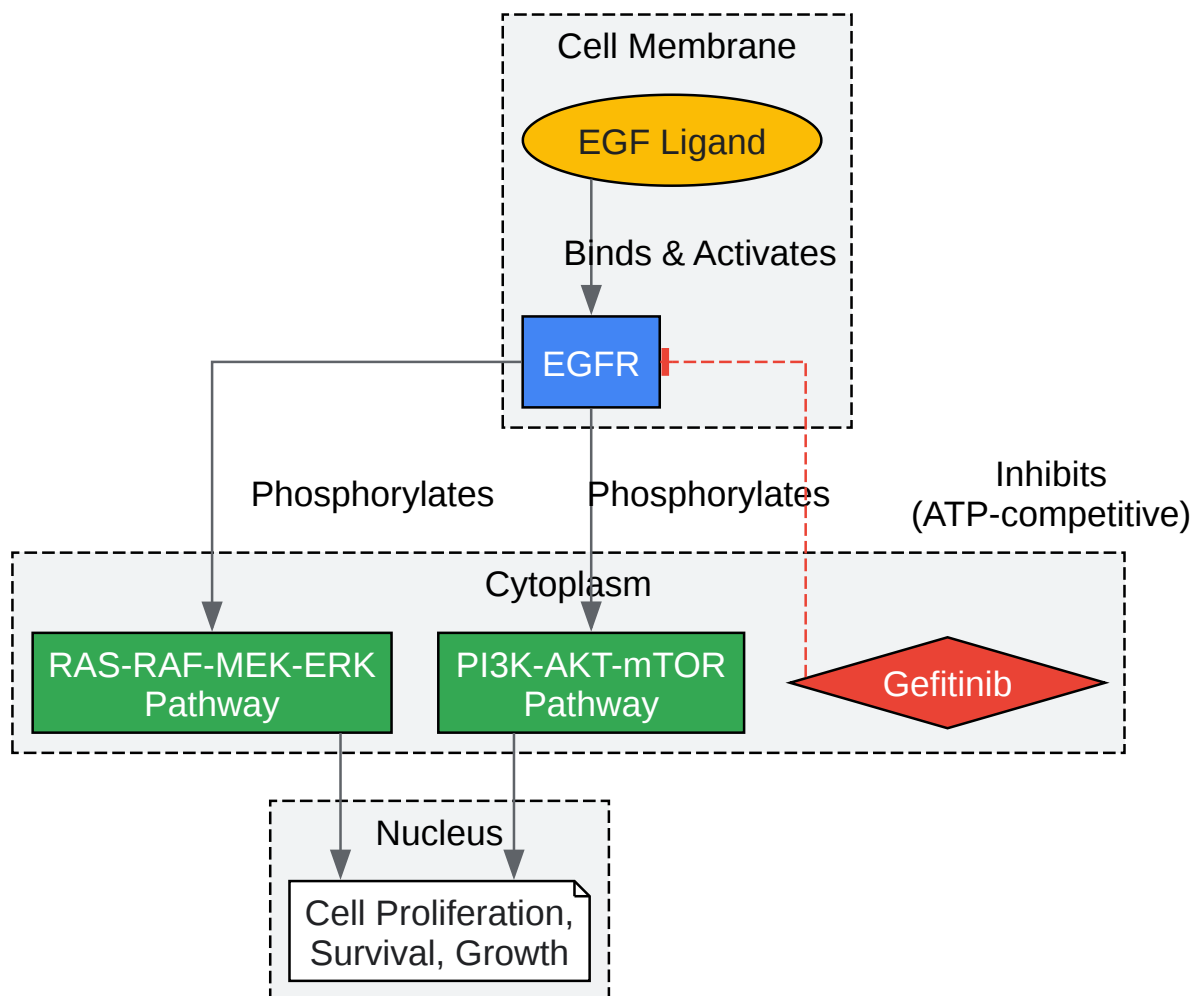 Cell Membrane
EGF Ligand
Binds & Activates
EGFR
Phosphorylates
Phosphorylates
Inhibits
(ATP-competitive)
Cytoplasm
RAS-RAF-MEK-ERK
Pathway
PI3K-AKT-mTOR
Pathway
Gefitinib
Nucleus
Cell Proliferation,
Survival, Growth